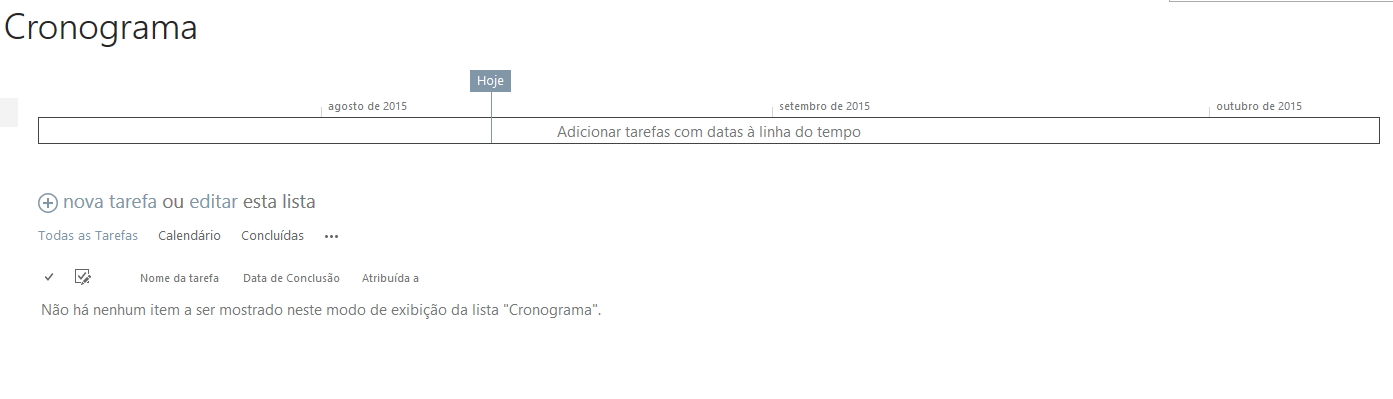 Cronograma
Hoje
agosto de 2015 setembro de 2015 outubro de 2015
Adicionar tarefas com datas à linha do tempo
nova tarefa ou editar esta lista
Todas as Tarefas Calendário Concluídas •••
Nome da tarefa Data de Conclusão Atribuída a
Não há nenhum item a ser mostrado neste modo de exibição da lista "Cronograma".